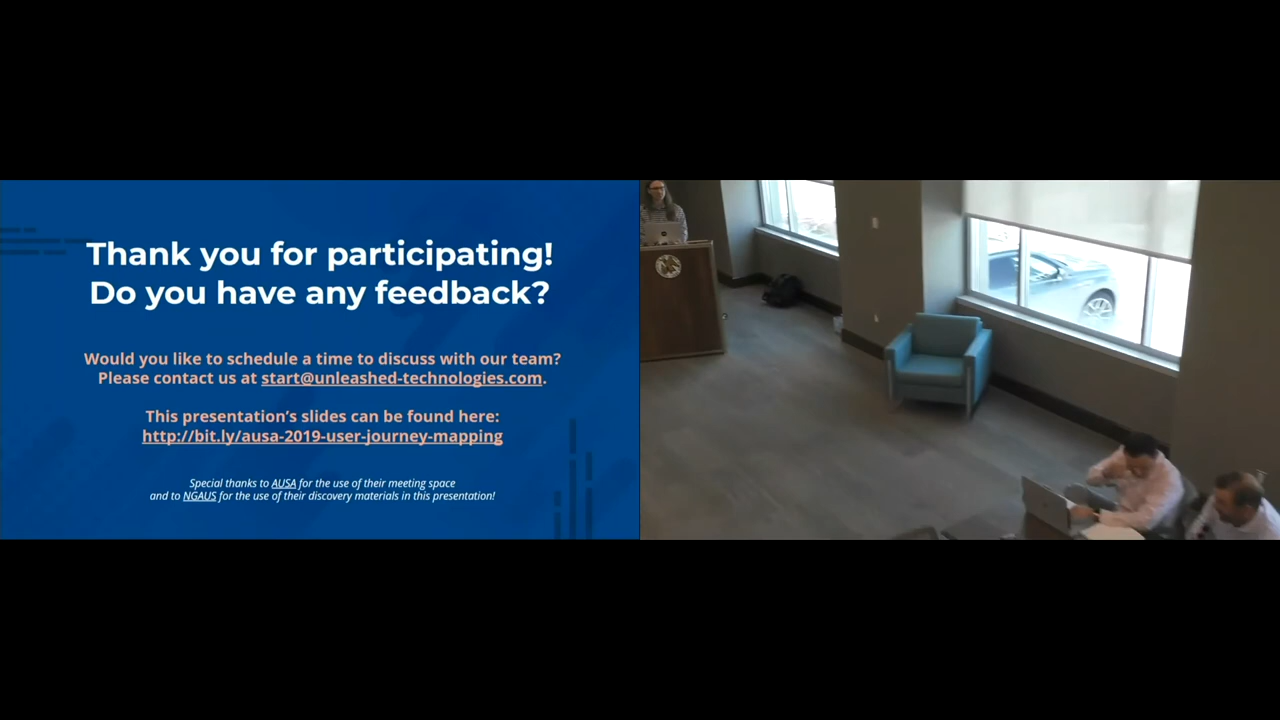 Thank you for participating!
Do you have any feedback?
Would you like to schedule a time to discuss with our team?
Please contact us at start@unleashed-technologies.com.
This presentation's slides can be found here:
http://bit.ly/ausa-2019-user-journey-mapping
Special thanks to AUSA for the use of their meeting space
and to NGAUS for the use of their discovery materials in this presentation!